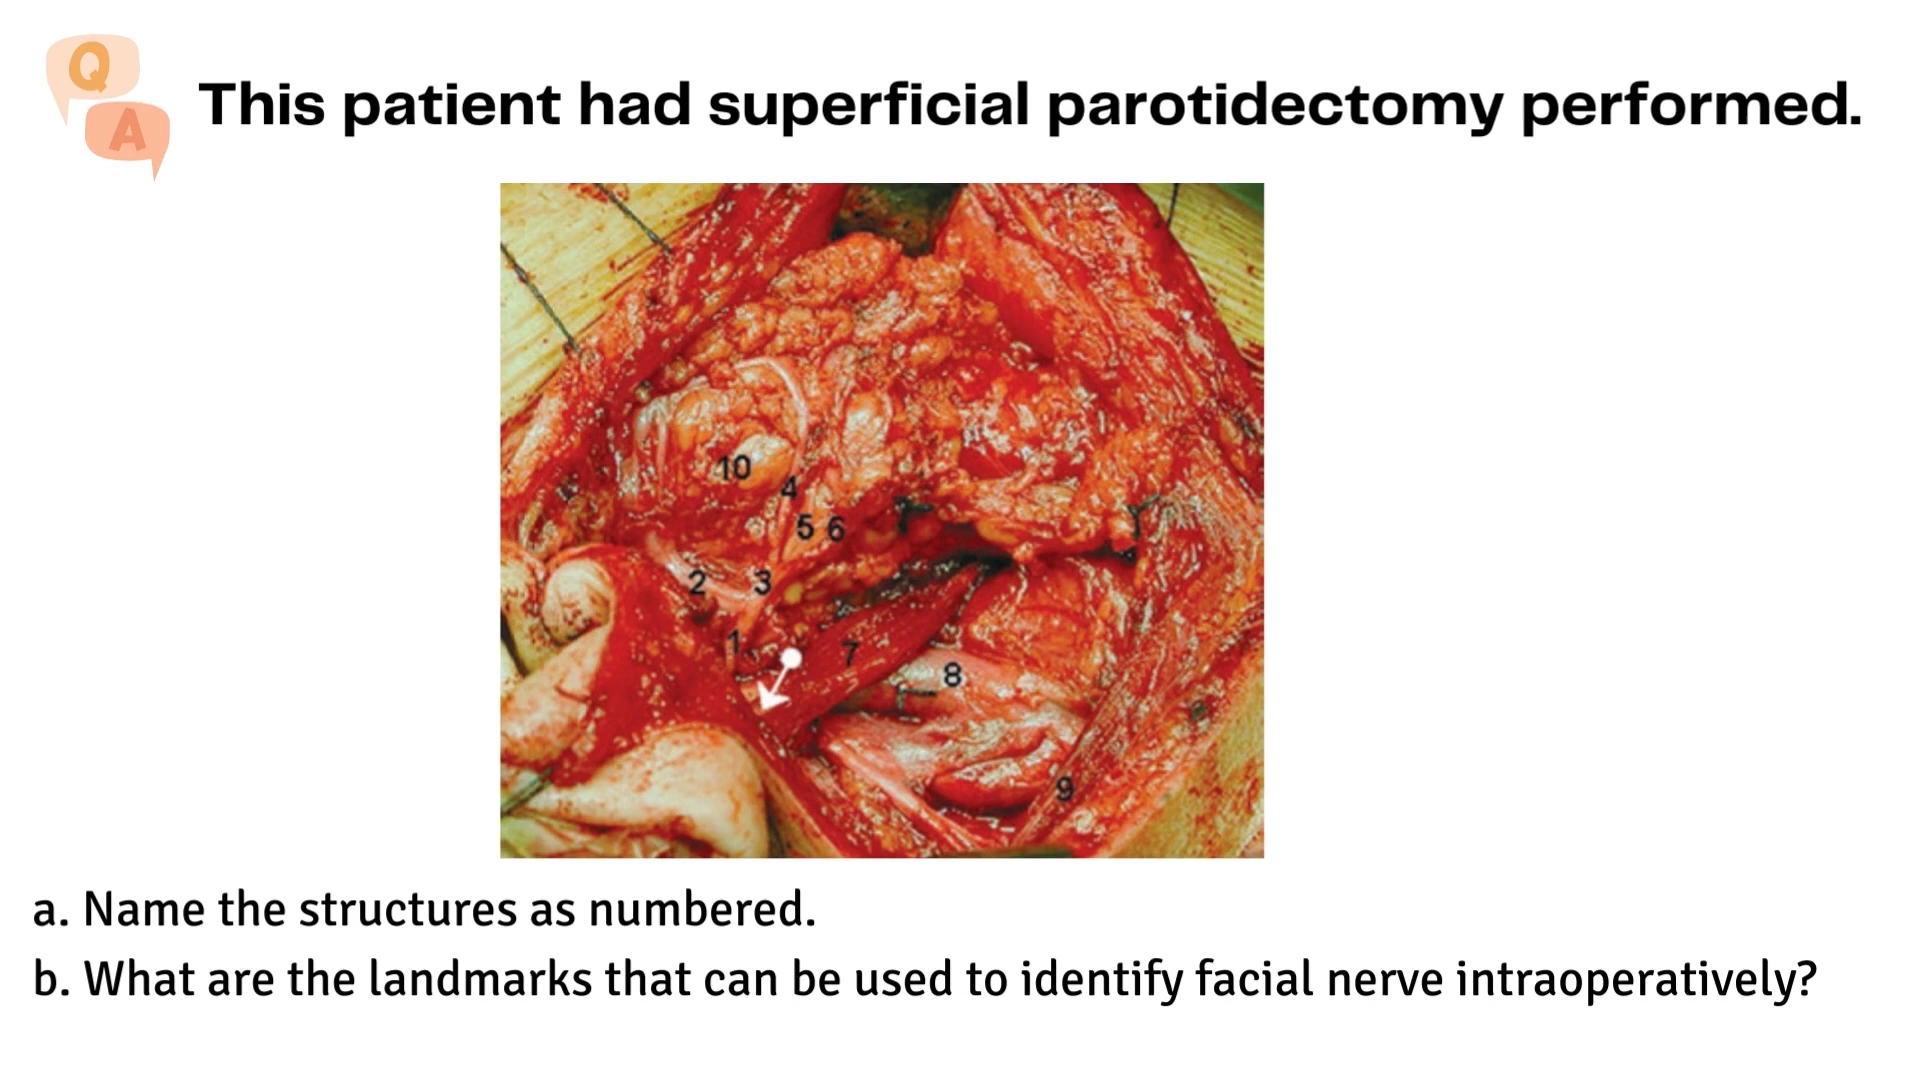 Q
A
This patient had superficial parotidectomy performed.
10
4
5 6
2
3
1
7
8
9
a. Name the structures as numbered.
b. What are the landmarks that can be used to identify facial nerve intraoperatively?